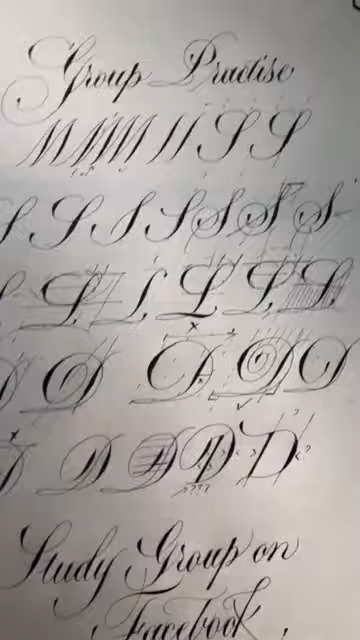 Group Practise
S S
S S S S S S S
L L L L L
D D D D D
D D D D
Study Group on
Facebook